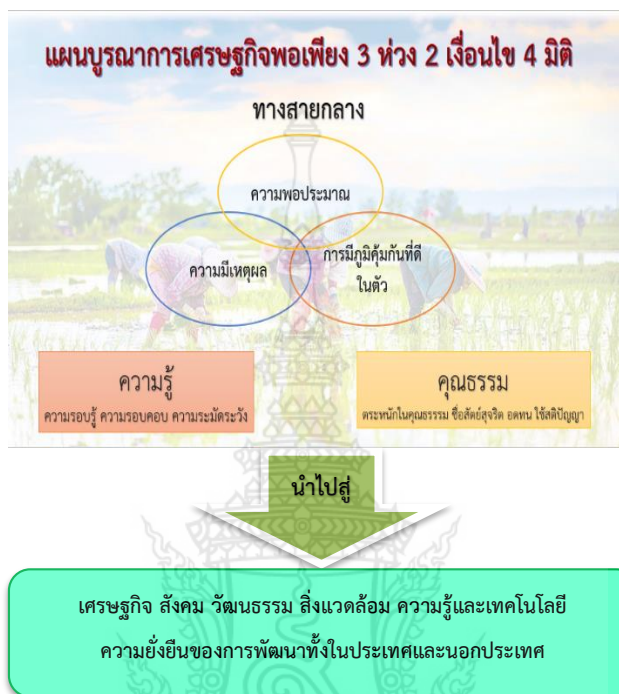 แผนบูรณาการเศรษฐกิจพอเพียง 3 ห่วง 2 เงื่อนไข 4 มิติ
ทางสายกลาง
ความพอประมาณ
ความมีเหตุผล
การมีภูมิคุ้มกันที่ดี
ในตัว
ความรู้
ความรอบรู้ ความรอบคอบ ความระมัดระวัง
คุณธรรม
ตระหนักในคุณธรรม ซื่อสัตย์สุจริต อดทน ใช้สติปัญญา
นำไปสู่
เศรษฐกิจ สังคม วัฒนธรรม สิ่งแวดล้อม ความรู้และเทคโนโลยี
ความยั่งยืนของการพัฒนาทั้งในประเทศและนอกประเทศ